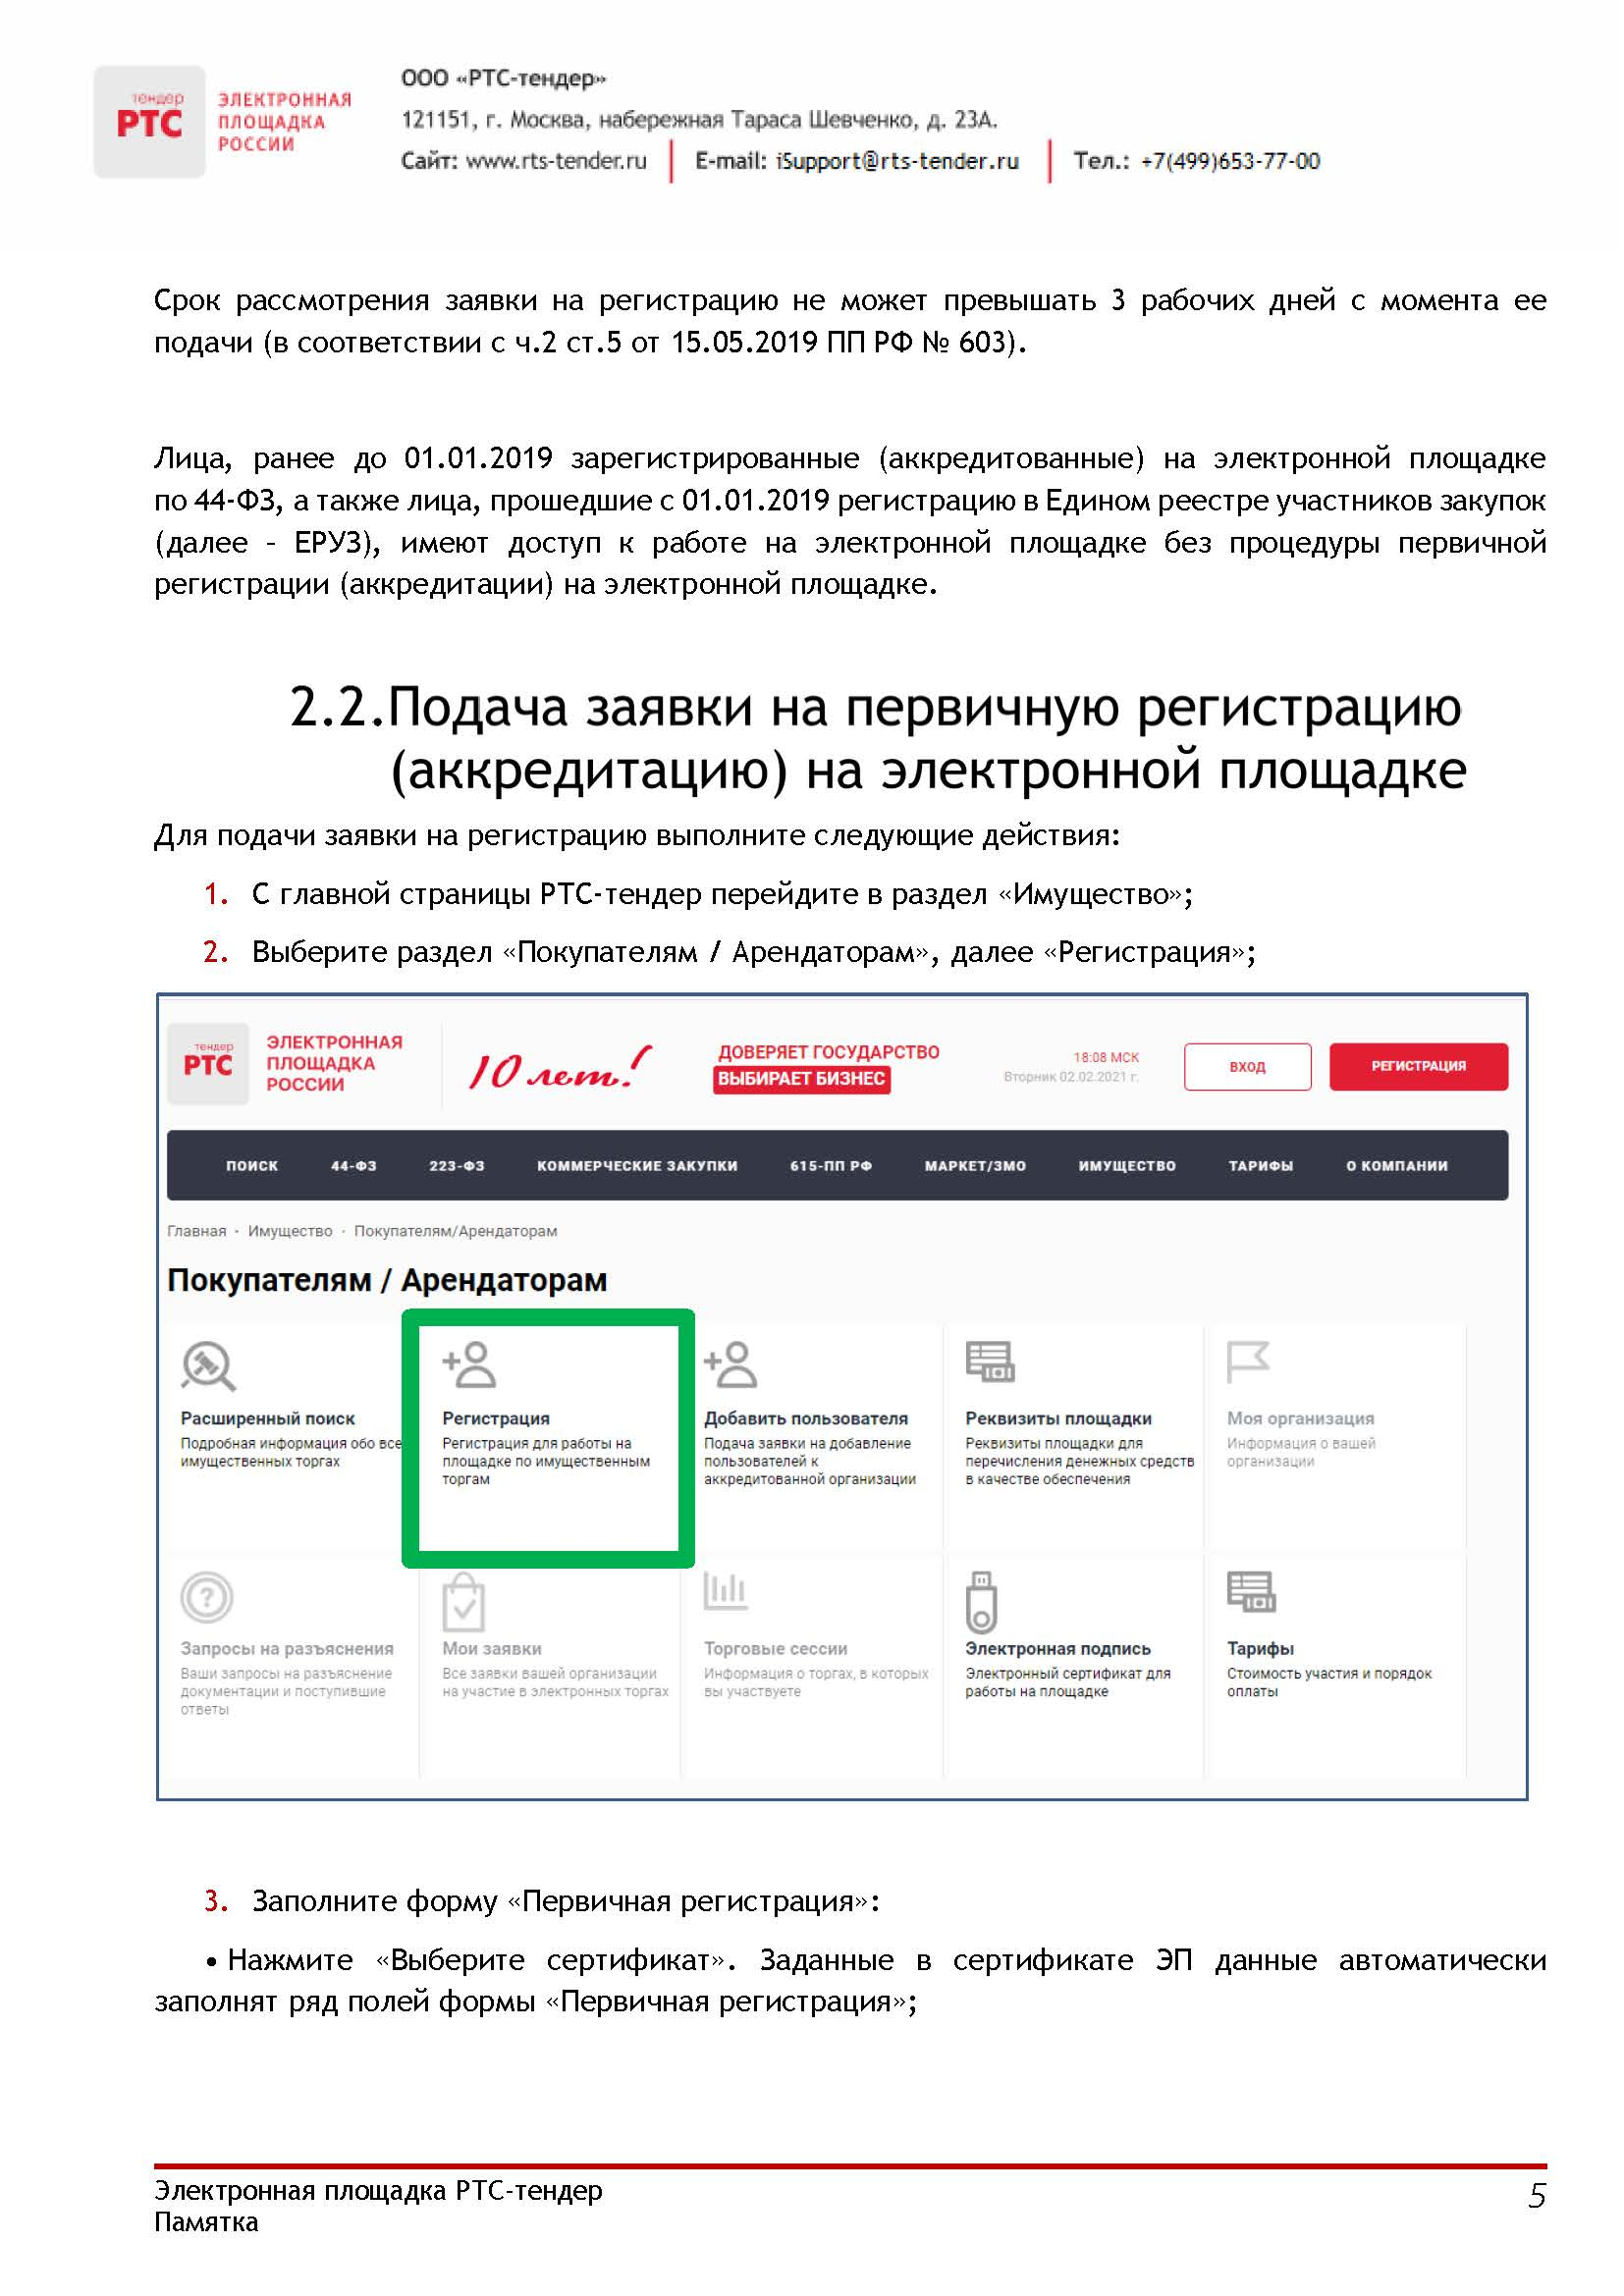 тендер
РТС
ЭЛЕКТРОННАЯ
ПЛОЩАДКА
РОССИИ
ООО «РТС-тендер»
121151, г. Москва, набережная Тараса Шевченко, д. 23А.
Сайт: www.rts-tender.ru | E-mail: iSupport@rts-tender.ru | Тел.: +7(499)653-77-00
Срок рассмотрения заявки на регистрацию не может превышать 3 рабочих дней с момента ее
подачи (в соответствии с ч.2 ст.5 от 15.05.2019 ПП РФ № 603).
Лица, ранее до 01.01.2019 зарегистрированные (аккредитованные) на электронной площадке
по 44-ФЗ, а также лица, прошедшие с 01.01.2019 регистрацию в Едином реестре участников закупок
(далее – ЕРУЗ), имеют доступ к работе на электронной площадке без процедуры первичной
регистрации (аккредитации) на электронной площадке.
2.2.Подача заявки на первичную регистрацию
(аккредитацию) на электронной площадке
Для подачи заявки на регистрацию выполните следующие действия:
1. С главной страницы РТС-тендер перейдите в раздел «Имущество»;
2. Выберите раздел «Покупателям / Арендаторам», далее «Регистрация»;
тендер
РТС
ЭЛЕКТРОННАЯ
ПЛОЩАДКА
РОССИИ
10 лет!
ДОВЕРЯЕТ ГОСУДАРСТВО
ВЫБИРАЕТ БИЗНЕС
18:08 МСК
Вторник 02.02.2021 г.
ВХОД
РЕГИСТРАЦИЯ
ПОИСК 44-ФЗ 223-ФЗ КОММЕРЧЕСКИЕ ЗАКУПКИ 615-ПП РФ МАРКЕТ/ЗМО ИМУЩЕСТВО ТАРИФЫ О КОМПАНИИ
Главная · Имущество · Покупателям/Арендаторам
Покупателям / Арендаторам
Расширенный поиск
Подробная информация обо все
имущественных торгах
Регистрация
Регистрация для работы на
площадке по имущественным
торгам
Добавить пользователя
Подача заявки на добавление
пользователей к
аккредитованной организации
Реквизиты площадки
Реквизиты площадки для
перечисления денежных средств
в качестве обеспечения
Моя организация
Информация о вашей
организации
Запросы на разъяснения
Ваши запросы на разъяснение
документации и поступившие
ответы
Мои заявки
Все заявки вашей организации
на участие в электронных торгах
Торговые сессии
Информация о торгах, в которых
вы участвуете
Электронная подпись
Электронный сертификат для
работы на площадке
Тарифы
Стоимость участия и порядок
оплаты
3. Заполните форму «Первичная регистрация»:
• Нажмите «Выберите сертификат». Заданные в сертификате ЭП данные автоматически
заполнят ряд полей формы «Первичная регистрация»;
Электронная площадка РТС-тендер
Памятка
5